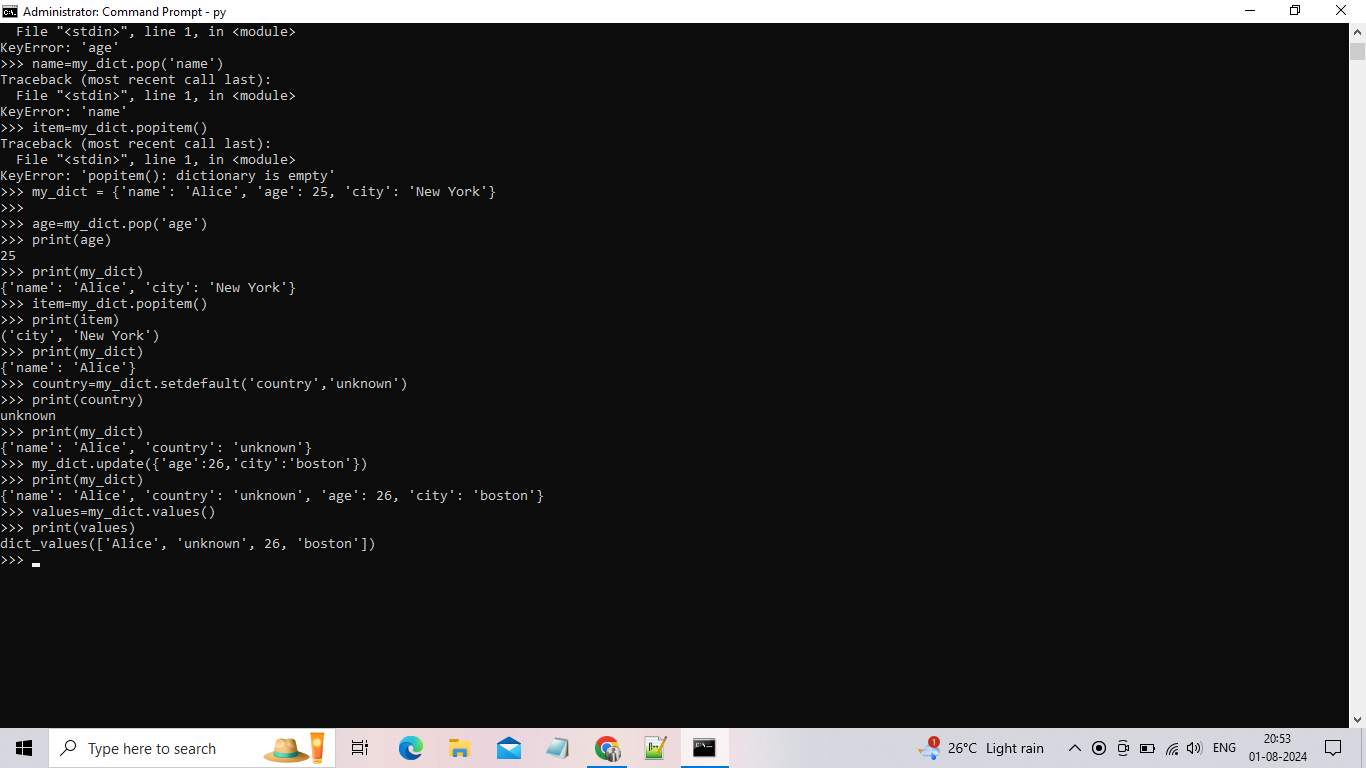 Administrator: Command Prompt - py
  File "<stdin>", line 1, in <module>
KeyError: 'age'
>>> name=my_dict.pop('name')
Traceback (most recent call last):
  File "<stdin>", line 1, in <module>
KeyError: 'name'
>>> item=my_dict.popitem()
Traceback (most recent call last):
  File "<stdin>", line 1, in <module>
KeyError: 'popitem(): dictionary is empty'
>>> my_dict = {'name': 'Alice', 'age': 25, 'city': 'New York'}
>>>
>>> age=my_dict.pop('age')
>>> print(age)
25
>>> print(my_dict)
{'name': 'Alice', 'city': 'New York'}
>>> item=my_dict.popitem()
>>> print(item)
('city', 'New York')
>>> print(my_dict)
{'name': 'Alice'}
>>> country=my_dict.setdefault('country','unknown')
>>> print(country)
unknown
>>> print(my_dict)
{'name': 'Alice', 'country': 'unknown'}
>>> my_dict.update({'age':26,'city':'boston'})
>>> print(my_dict)
{'name': 'Alice', 'country': 'unknown', 'age': 26, 'city': 'boston'}
>>> values=my_dict.values()
>>> print(values)
dict_values(['Alice', 'unknown', 26, 'boston'])
>>>
Type here to search
1
26°C Light rain
ENG
20:53
01-08-2024